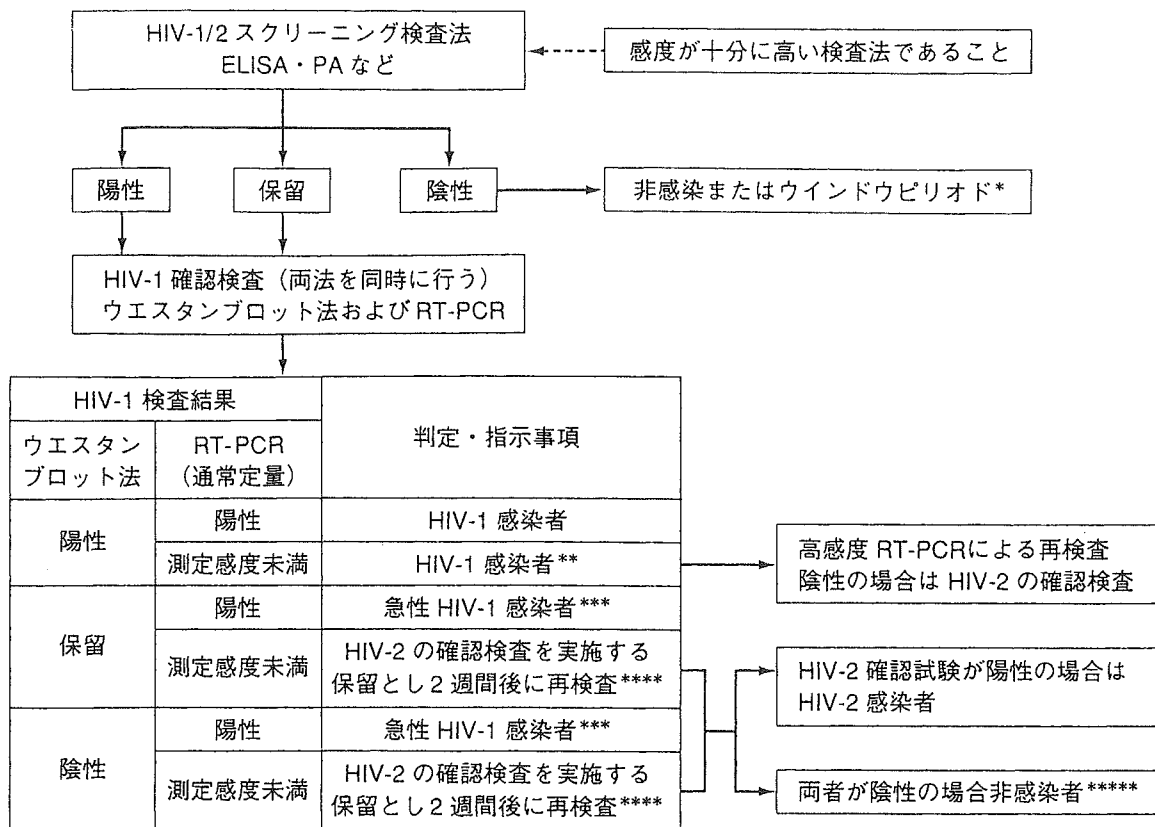 HIV-1/2 スクリーニング検査法
ELISA・PA など
感度が十分に高い検査法であること
陽性
保留
陰性
非感染またはウインドウピリオド*
HIV-1 確認検査（両法を同時に行う）
ウエスタンブロット法および RT-PCR
HIV-1 検査結果
判定・指示事項
ウエスタン
ブロット法
RT-PCR
（通常定量）
陽性
陽性
HIV-1 感染者
測定感度未満
HIV-1 感染者**
高感度 RT-PCRによる再検査
陰性の場合は HIV-2 の確認検査
保留
陽性
急性 HIV-1 感染者***
測定感度未満
HIV-2 の確認検査を実施する
保留とし 2 週間後に再検査****
HIV-2 確認試験が陽性の場合は
HIV-2 感染者
陰性
陽性
急性 HIV-1 感染者***
測定感度未満
HIV-2 の確認検査を実施する
保留とし 2 週間後に再検査****
両者が陰性の場合非感染者*****